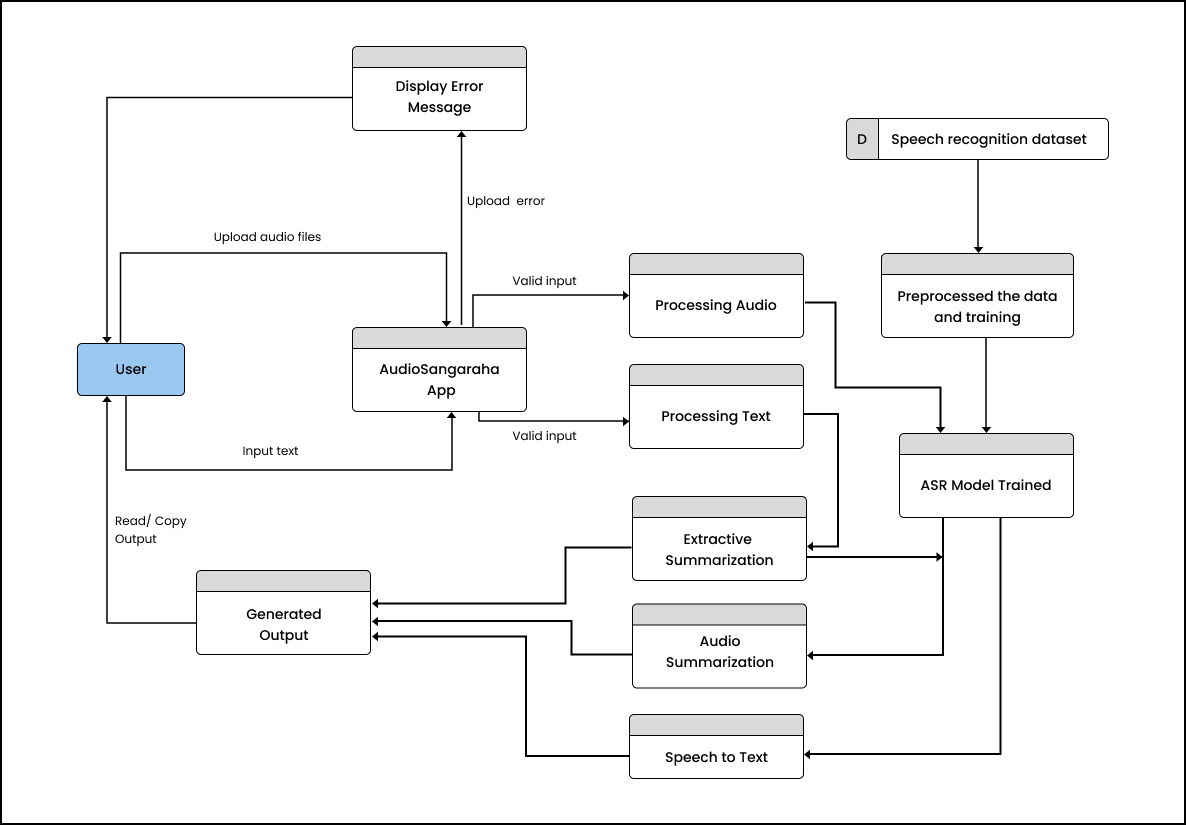 Display Error
Message
D
Speech recognition dataset
Upload  error
Upload audio files
Valid input
Processing Audio
Preprocessed the data
and training
User
AudioSangaraha
App
Processing Text
Valid input
Input text
ASR Model Trained
Read/ Copy
Output
Extractive
Summarization
Generated
Output
Audio
Summarization
Speech to Text